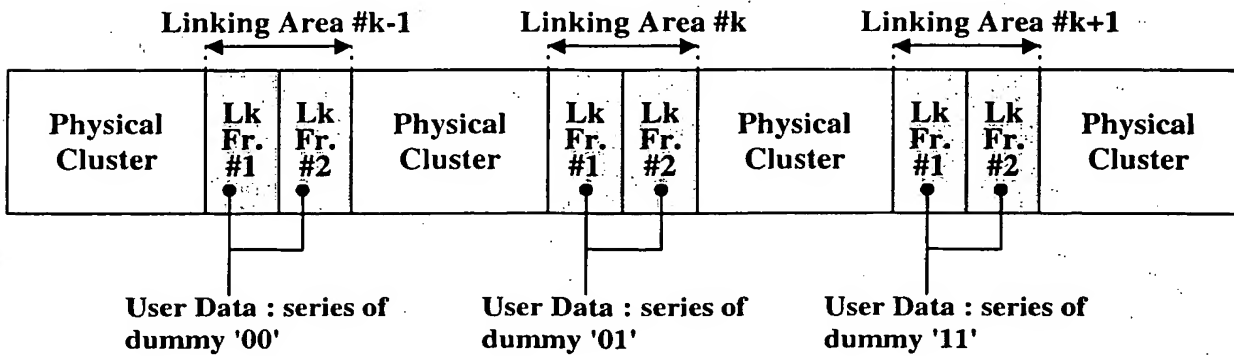 Linking Area #k-1
Linking Area #k
Linking Area #k+1
Physical
Cluster
Lk
Fr.
#1
Lk
Fr.
#2
Physical
Cluster
Lk
Fr.
#1
Lk
Fr.
#2
Physical
Cluster
Lk
Fr.
#1
Lk
Fr.
#2
Physical
Cluster
User Data : series of
dummy '00'
User Data : series of
dummy '01'
User Data : series of
dummy '11'